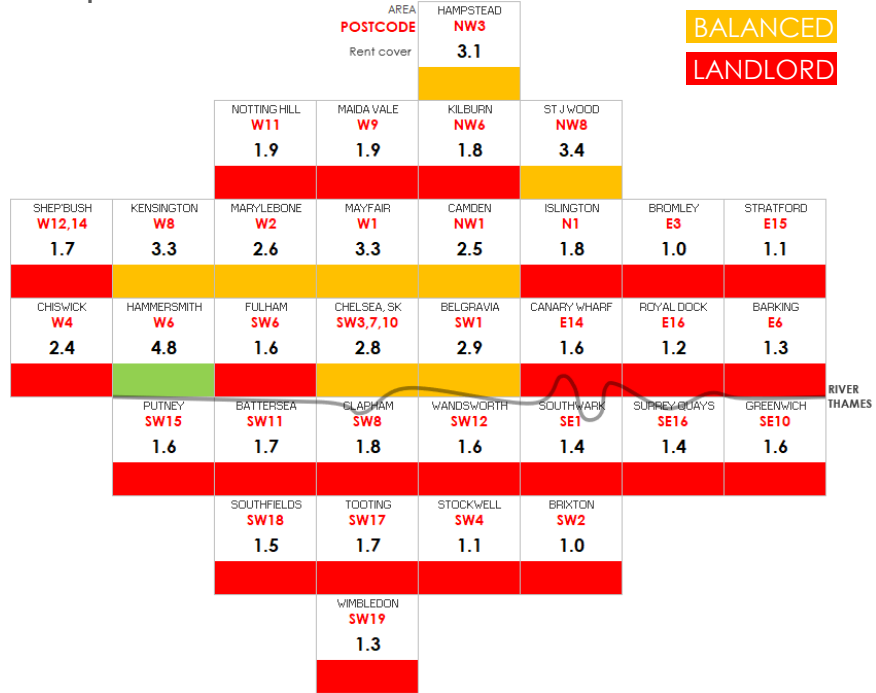 AREA
POSTCODE
Rent cover
HAMPSTEAD
NW3
3.1
BALANCED
LANDLORD
NOTTING HILL
W11
1.9
MAIDA VALE
W9
1.9
KILBURN
NW6
1.8
ST J WOOD
NW8
3.4
SHEP'BUSH
W12,14
1.7
KENSINGTON
W8
3.3
MARYLEBONE
W2
2.6
MAYFAIR
W1
3.3
CAMDEN
NW1
2.5
ISLINGTON
N1
1.8
BROMLEY
E3
1.0
STRATFORD
E15
1.1
CHISWICK
W4
2.4
HAMMERSMITH
W6
4.8
FULHAM
SW6
1.6
CHELSEA, SK
SW3,7,10
2.8
BELGRAVIA
SW1
2.9
CANARY WHARF
E14
1.6
ROYAL DOCK
E16
1.2
BARKING
E6
1.3
RIVER
THAMES
PUTNEY
SW15
1.6
BATTERSEA
SW11
1.7
CLAPHAM
SW8
1.8
WANDSWORTH
SW12
1.6
SOUTHWARK
SE1
1.4
SURREY QUAYS
SE16
1.4
GREENWICH
SE10
1.6
SOUTHFIELDS
SW18
1.5
TOOTING
SW17
1.7
STOCKWELL
SW4
1.1
BRIXTON
SW2
1.0
WIMBLEDON
SW19
1.3